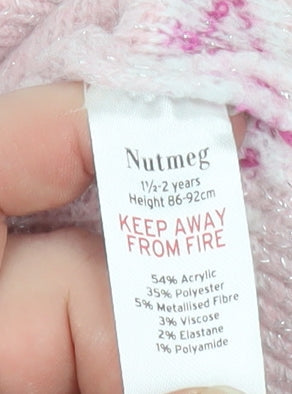 Nutmeg
1½-2 years
Height 86-92cm
KEEP AWAY
FROM FIRE
54% Acrylic
35% Polyester
5% Metallised Fibre
3% Viscose
2% Elastane
1% Polyamide